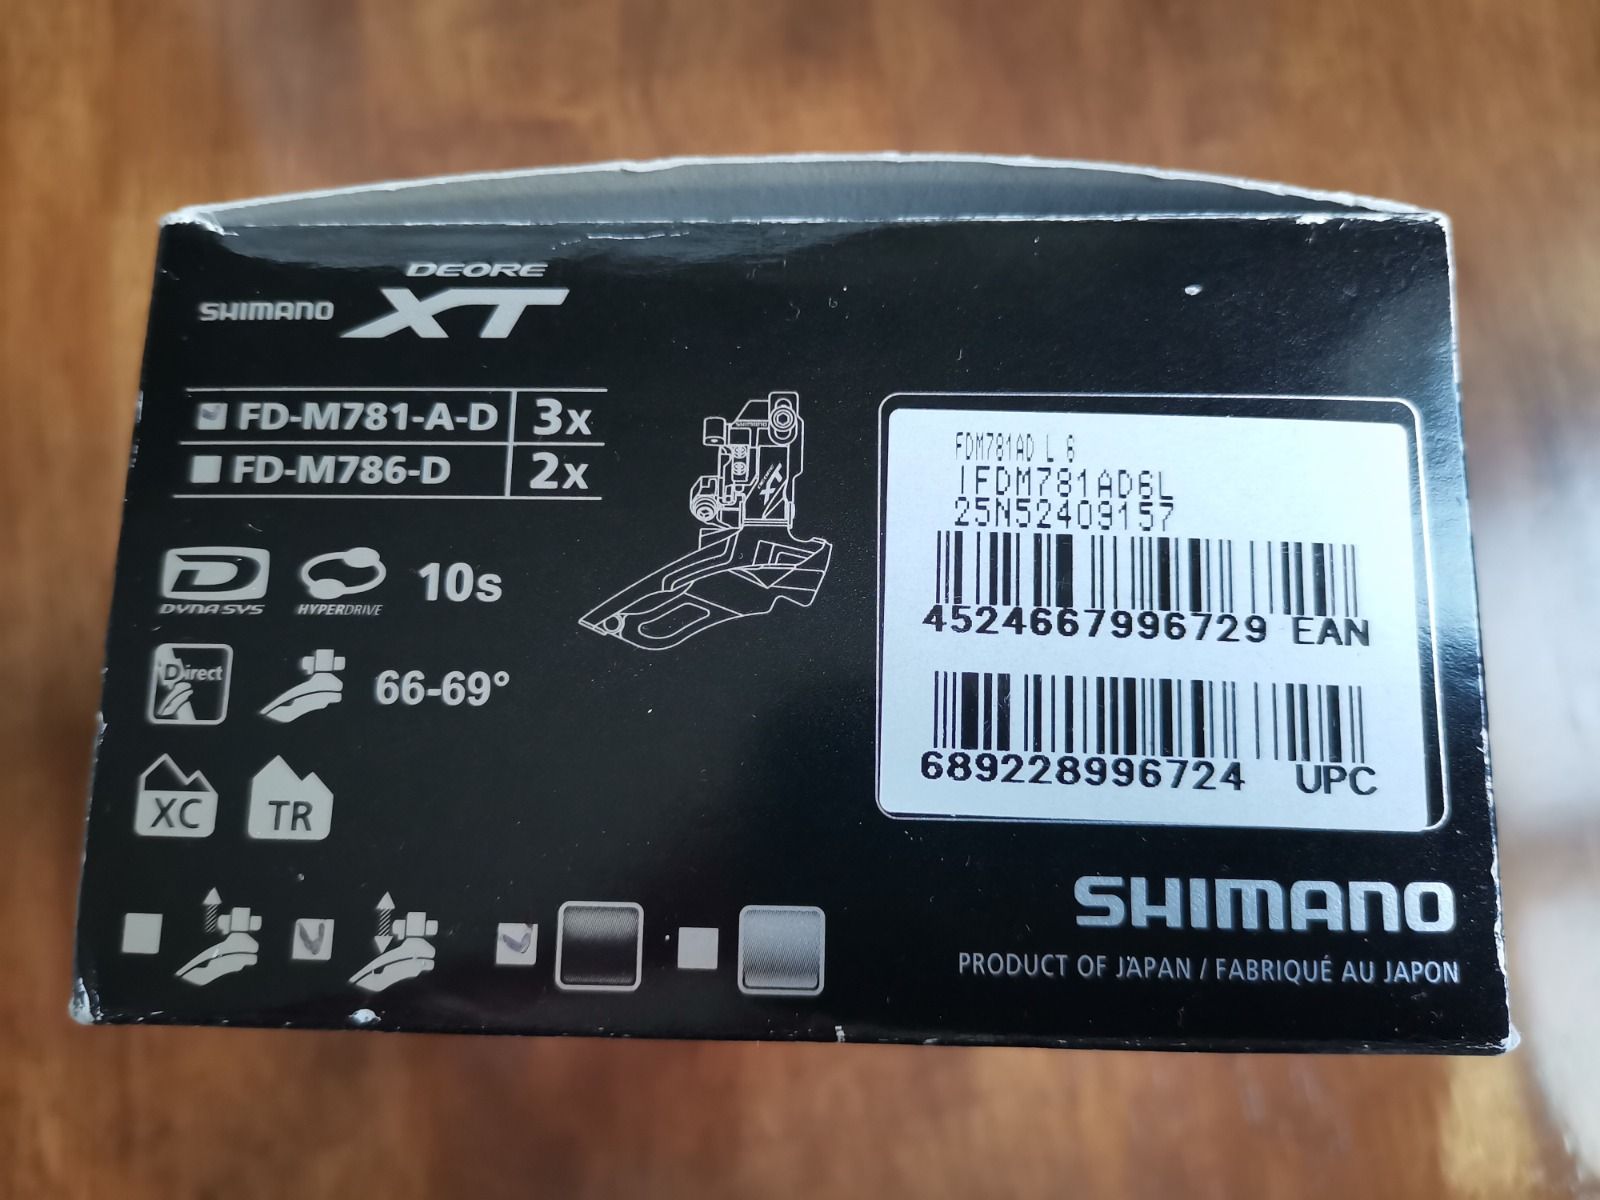 DEORE
SHIMANO XT
FD-M781-A-D 3x
FD-M786-D 2x
SHIMANO
DYNA SYS HYPERDRIVE 10s
Direct 66-69°
XC TR
FDM781AD L 6
IFDM781AD6L
25N52409157
4524667996729 EAN
689228996724 UPC
SHIMANO
PRODUCT OF JAPAN / FABRIQUÉ AU JAPON